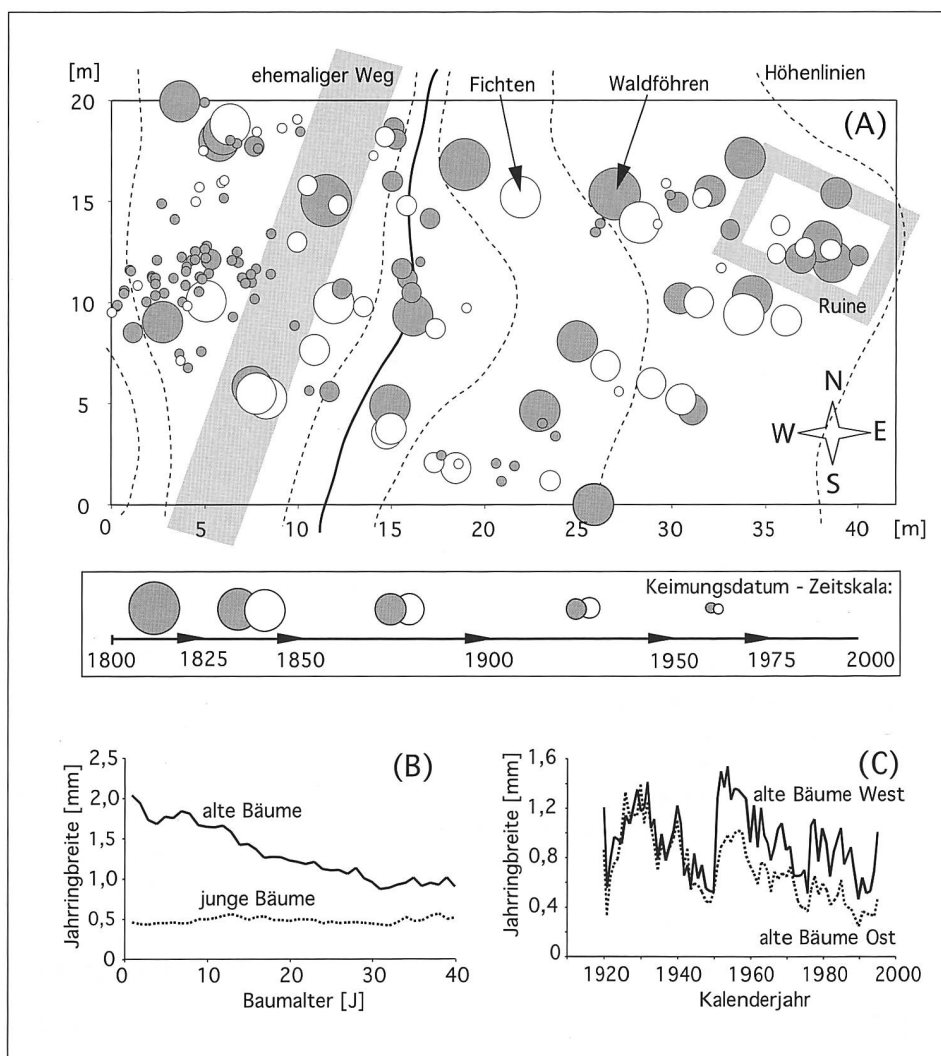 [m]
20
15
10
5
0
ehemaliger Weg
Fichten
Waldföhren
Höhenlinien
(A)
Ruine
N
W E
S
0 5 10 15 20 25 30 35 40 [m]
Keimungsdatum - Zeitskala:
1800 1825 1850 1900 1950 1975 2000
(B)
Jahrringbreite [mm]
2,5
2,0
1,5
1,0
0,5
0
alte Bäume
junge Bäume
0 10 20 30 40
Baumalter [J]
(C)
Jahrringbreite [mm]
1,6
1,2
0,8
0,4
0
alte Bäume West
alte Bäume Ost
1920 1940 1960 1980 2000
Kalenderjahr